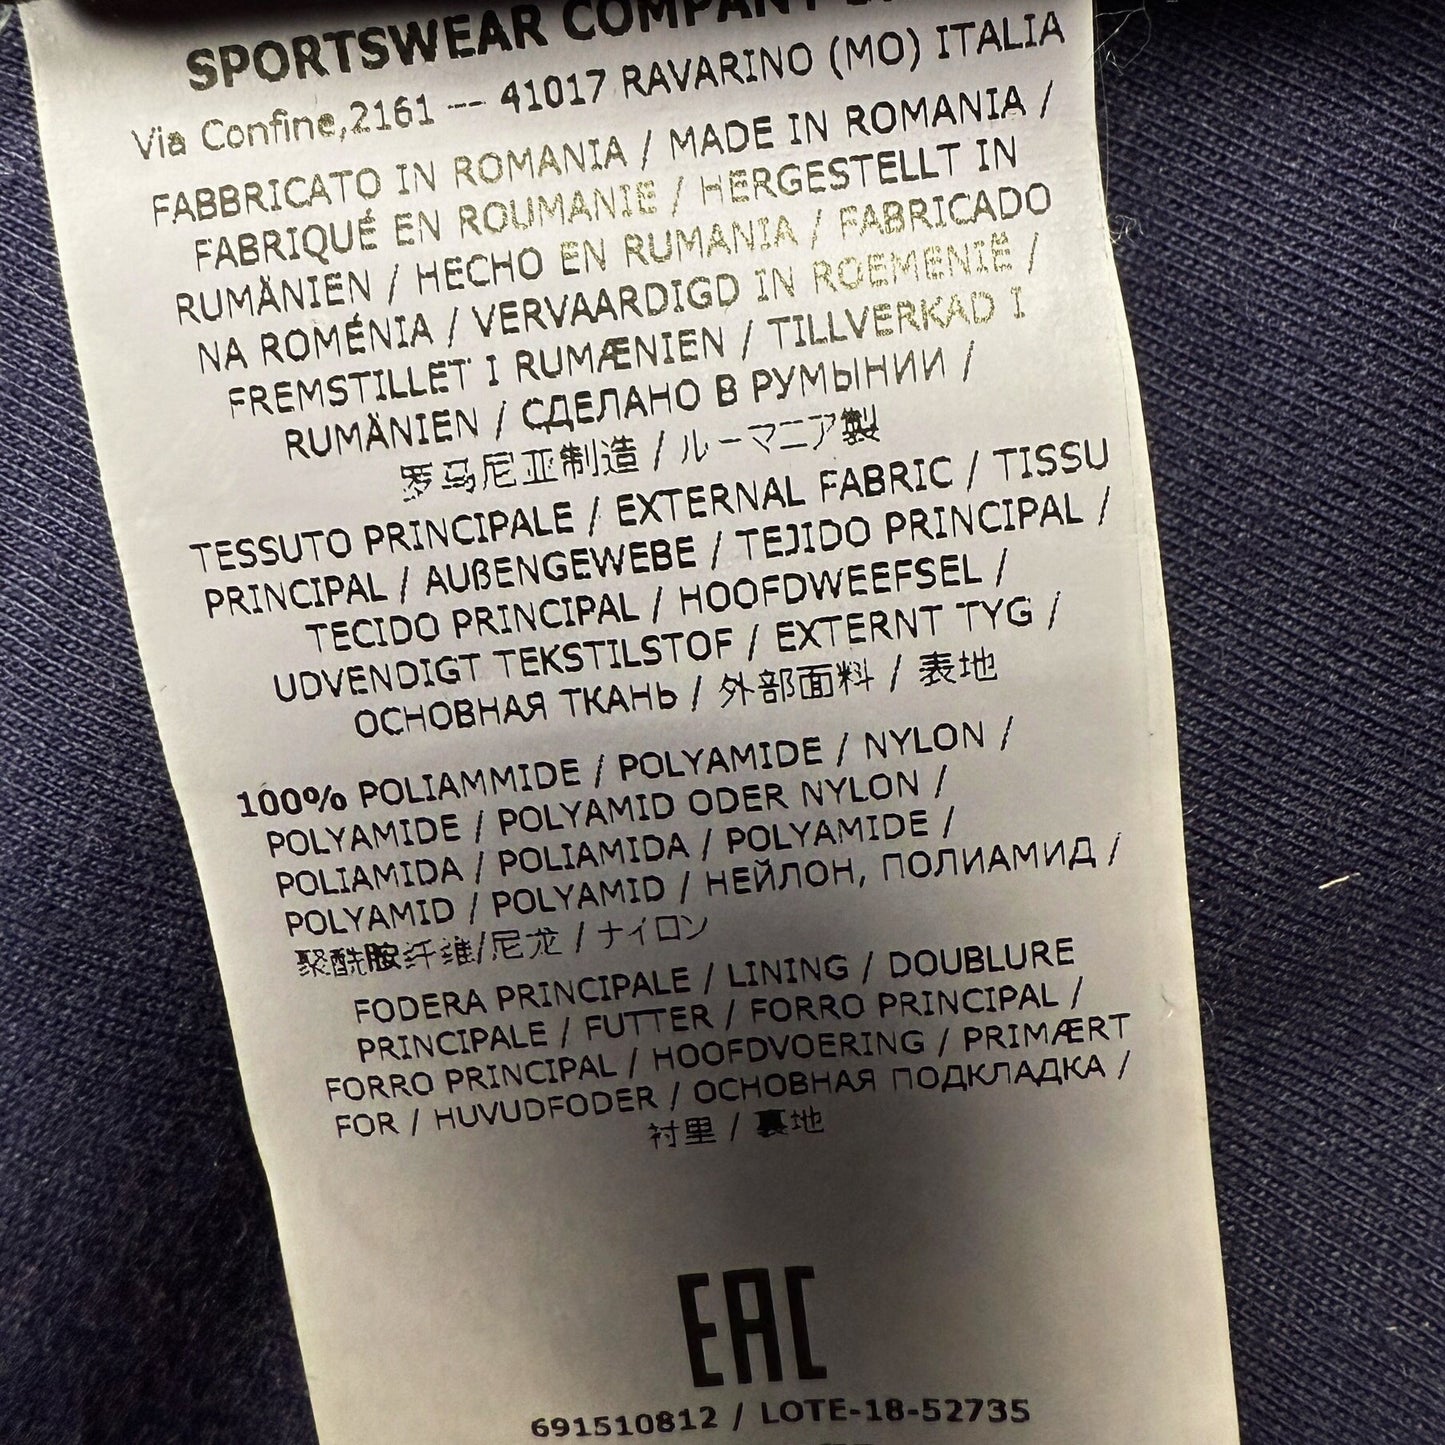 SPORTSWEAR COMPANY
Via Confine,2161 --- 41017 RAVARINO (MO) ITALIA
FABBRICATO IN ROMANIA / MADE IN ROMANIA /
FABRIQUÉ EN ROUMANIE / HERGESTELLT IN
RUMÄNIEN / HECHO EN RUMANIA / FABRICADO
NA ROMÉNIA / VERVAARDIGD IN ROEMENIË /
FREMSTILLET I RUMÆNIEN / TILLVERKAD I
RUMÄNIEN / СДЕЛАНО В РУМЫНИИ /
罗马尼亚制造 / ルーマニア製
TESSUTO PRINCIPALE / EXTERNAL FABRIC / TISSU
PRINCIPAL / AUßENGEWEBE / TEJIDO PRINCIPAL /
TECIDO PRINCIPAL / HOOFDWEEFSEL /
UDVENDIGT TEKSTILSTOF / EXTERNT TYG /
ОСНОВНАЯ ТКАНЬ / 外部面料 / 表地
100% POLIAMMIDE / POLYAMIDE / NYLON /
POLYAMIDE / POLYAMID ODER NYLON /
POLIAMIDA / POLIAMIDA / POLYAMIDE /
POLYAMID / POLYAMID / НЕЙЛОН, ПОЛИАМИД /
聚酰胺纤维/尼龙 / ナイロン
FODERA PRINCIPALE / LINING / DOUBLURE
PRINCIPALE / FUTTER / FORRO PRINCIPAL /
FORRO PRINCIPAL / HOOFDVOERING / PRIMÆRT
FOR / HUVUDFODER / ОСНОВНАЯ ПОДКЛАДКА /
衬里 / 裏地
EAC
691510812 / LOTE-18-52735